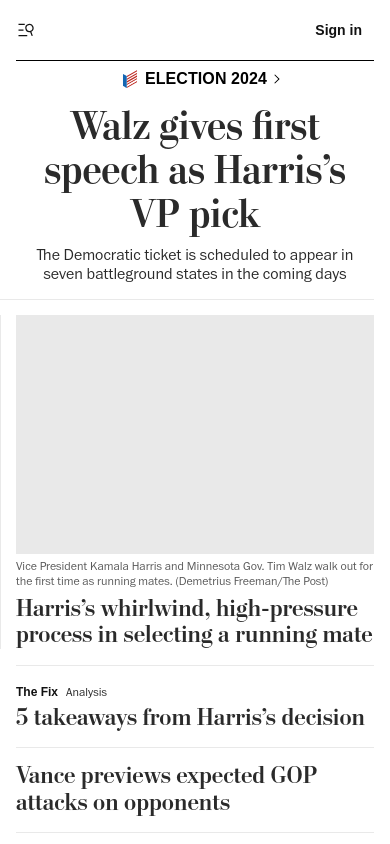 Sign in
ELECTION 2024
Walz gives first
speech as Harris’s
VP pick
The Democratic ticket is scheduled to appear in
seven battleground states in the coming days
Vice President Kamala Harris and Minnesota Gov. Tim Walz walk out for
the first time as running mates. (Demetrius Freeman/The Post)
Harris’s whirlwind, high-pressure
process in selecting a running mate
The Fix Analysis
5 takeaways from Harris’s decision
Vance previews expected GOP
attacks on opponents